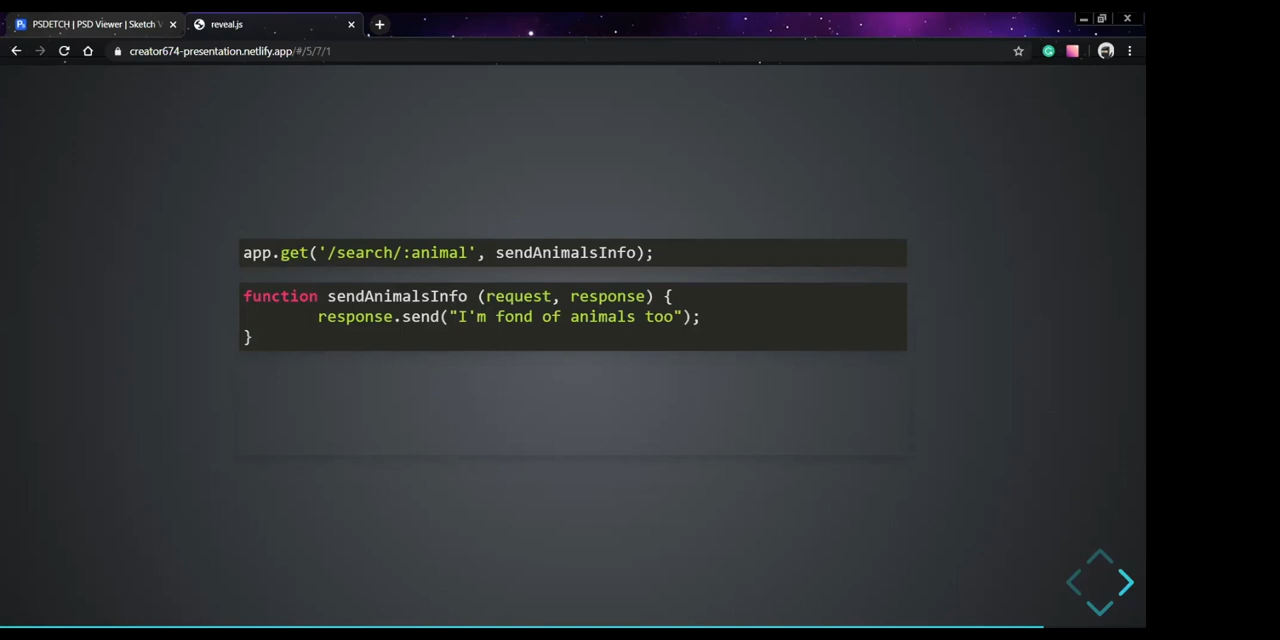 PSDETCH | PSD Viewer | Sketch V
reveal.js
creator674-presentation.netlify.app/#/5/7/1
app.get('/search/:animal', sendAnimalsInfo);
function sendAnimalsInfo (request, response) {
response.send("I'm fond of animals too");
}